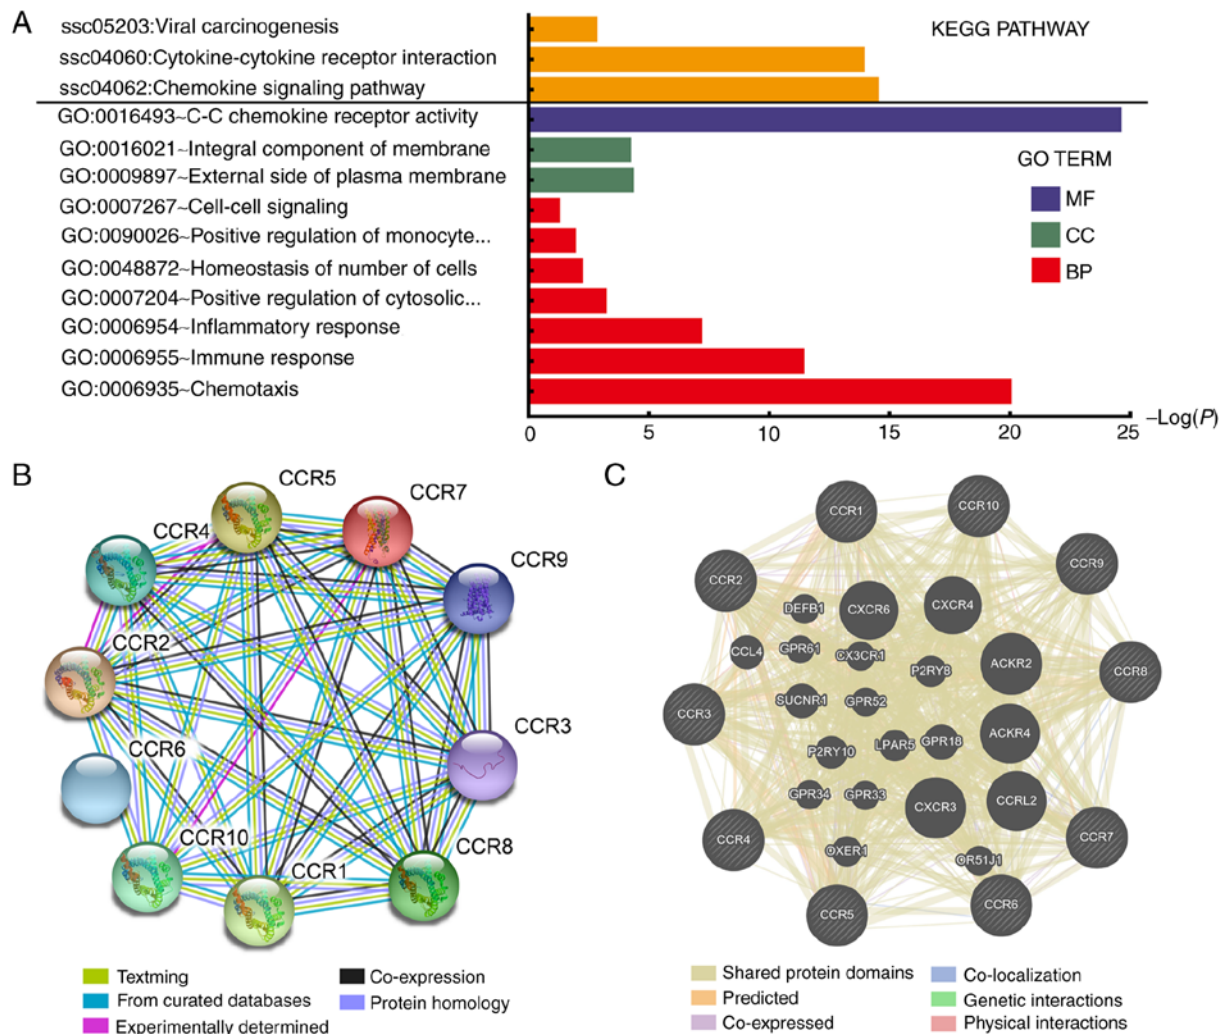 A
ssc05203:Viral carcinogenesis
KEGG PATHWAY
ssc04060:Cytokine-cytokine receptor interaction
ssc04062:Chemokine signaling pathway
GO:0016493~C-C chemokine receptor activity
GO:0016021~Integral component of membrane
GO:0009897~External side of plasma membrane
GO:0007267~Cell-cell signaling
GO:0090026~Positive regulation of monocyte...
GO:0048872~Homeostasis of number of cells
GO:0007204~Positive regulation of cytosolic...
GO:0006954~Inflammatory response
GO:0006955~Immune response
GO:0006935~Chemotaxis
GO TERM
MF
CC
BP
0 5 10 15 20 25
–Log(P)
B
CCR5
CCR7
CCR4
CCR9
CCR2
CCR3
CCR6
CCR10
CCR1
CCR8
Textming
From curated databases
Experimentally determined
Co-expression
Protein homology
C
CCR1
CCR10
CCR2
CCR9
DEFB1
CXCR6
CXCR4
CCL4
GPR61
CX3CR1
P2RY8
ACKR2
CCR8
SUCNR1
GPR52
CCR3
P2RY10
LPAR5
GPR18
ACKR4
GPR34
GPR33
CXCR3
CCRL2
CCR4
OXER1
OR51J1
CCR7
CCR5
CCR6
Shared protein domains
Predicted
Co-expressed
Co-localization
Genetic interactions
Physical interactions